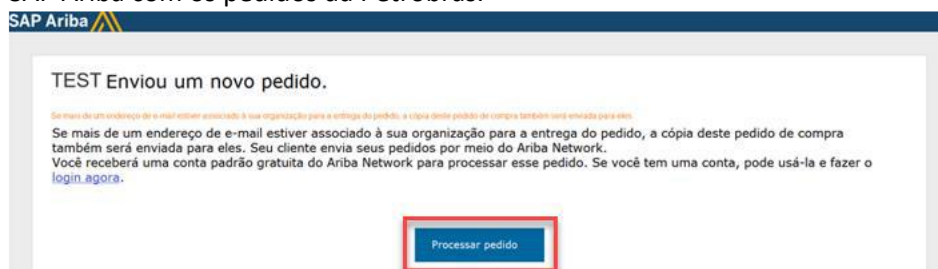 SAP Ariba com os pedidos da Petrobras.
SAP Ariba
TEST Enviou um novo pedido.
Se mais de um endereço de e-mail estiver associado à sua organização para a entrega do pedido, a cópia deste pedido de compra também será enviada para eles.
Se mais de um endereço de e-mail estiver associado à sua organização para a entrega do pedido, a cópia deste pedido de compra
também será enviada para eles. Seu cliente envia seus pedidos por meio do Ariba Network.
Você receberá uma conta padrão gratuita do Ariba Network para processar esse pedido. Se você tem uma conta, pode usá-la e fazer o
login agora.
Processar pedido